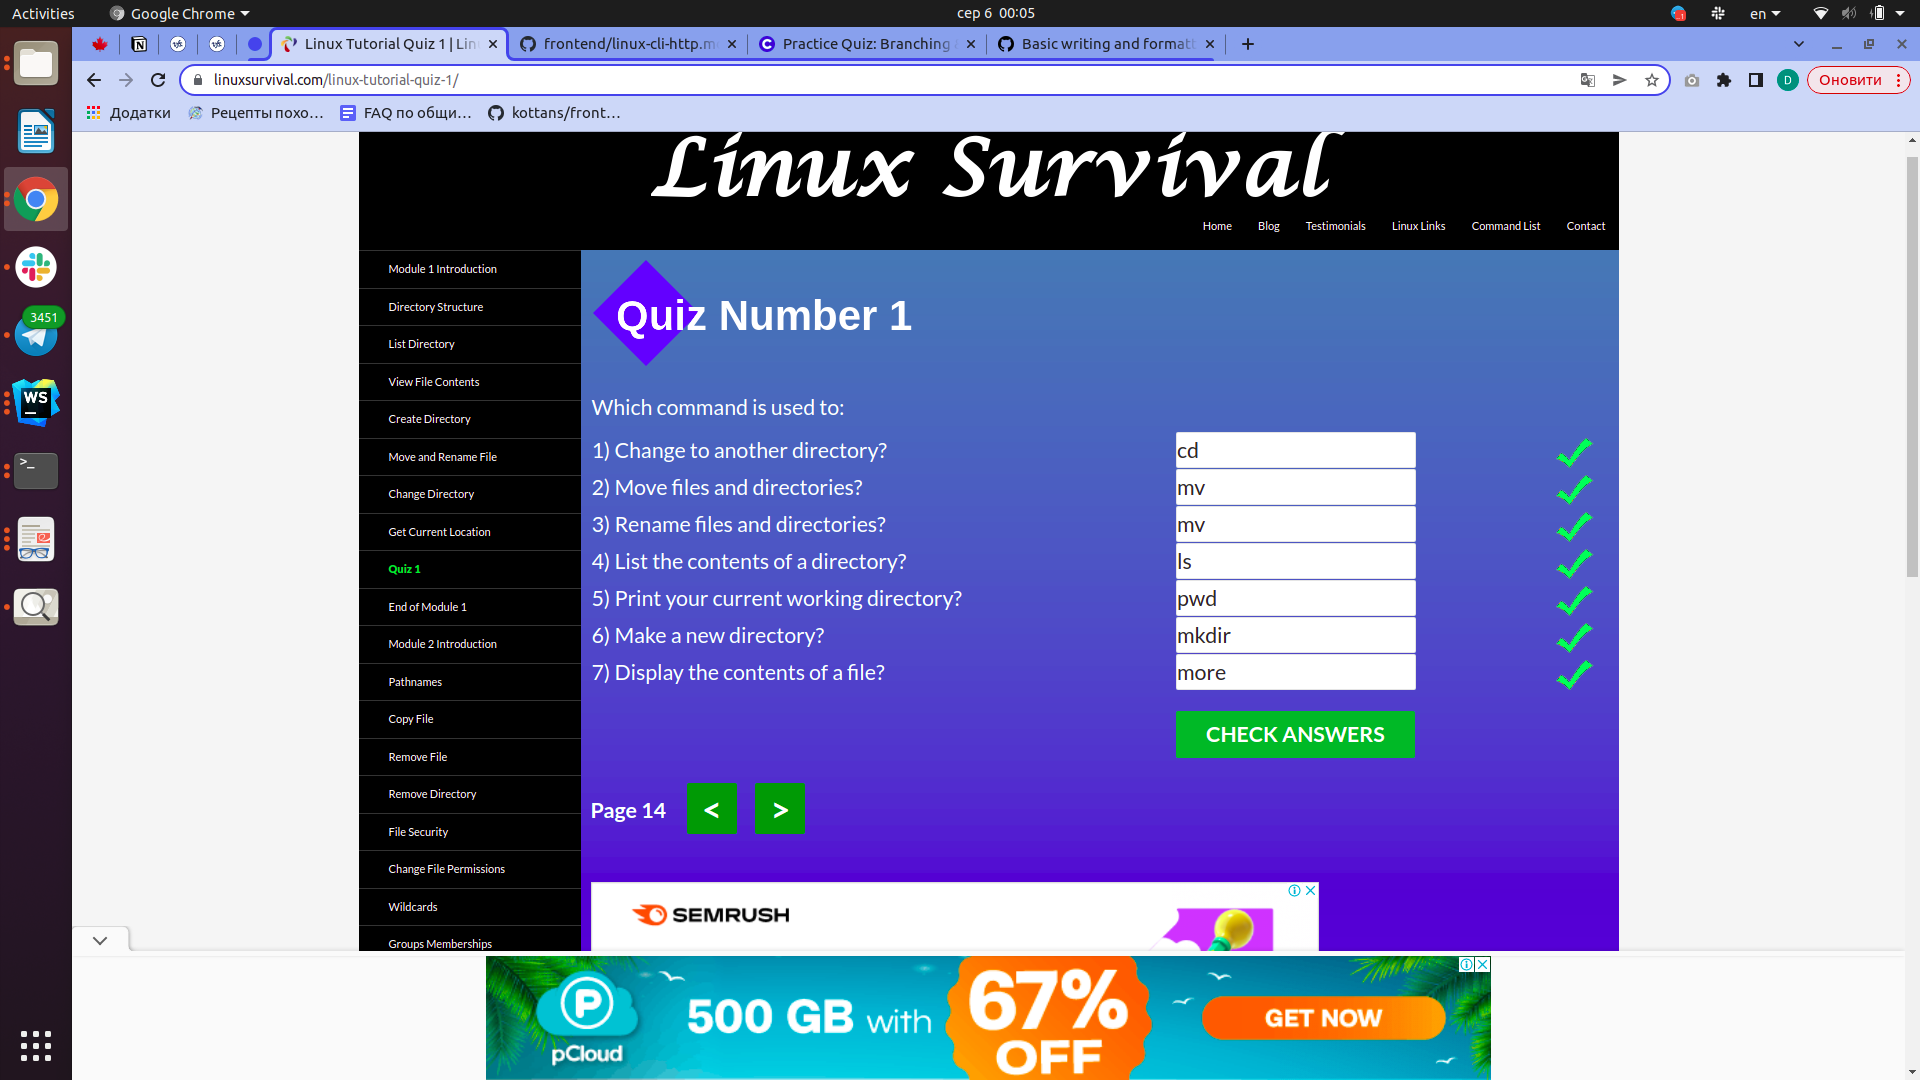 Activities
Google Chrome
сер 6 00:05
1
en
Linux Tutorial Quiz 1 | Lin
frontend/linux-cli-http.m
Practice Quiz: Branching
Basic writing and format
linuxsurvival.com/linux-tutorial-quiz-1/
D
Оновити
Додатки
Рецепты похо…
FAQ по общи…
kottans/front…
3451
WS
Linux Survival
Home
Blog
Testimonials
Linux Links
Command List
Contact
Module 1 Introduction
Directory Structure
List Directory
View File Contents
Create Directory
Move and Rename File
Change Directory
Get Current Location
Quiz 1
End of Module 1
Module 2 Introduction
Pathnames
Copy File
Remove File
Remove Directory
File Security
Change File Permissions
Wildcards
Groups Memberships
Quiz Number 1
Which command is used to:
1) Change to another directory? cd
2) Move files and directories? mv
3) Rename files and directories? mv
4) List the contents of a directory? ls
5) Print your current working directory? pwd
6) Make a new directory? mkdir
7) Display the contents of a file? more
CHECK ANSWERS
Page 14 < >
SEMRUSH
pCloud
500 GB with
67%
OFF
GET NOW